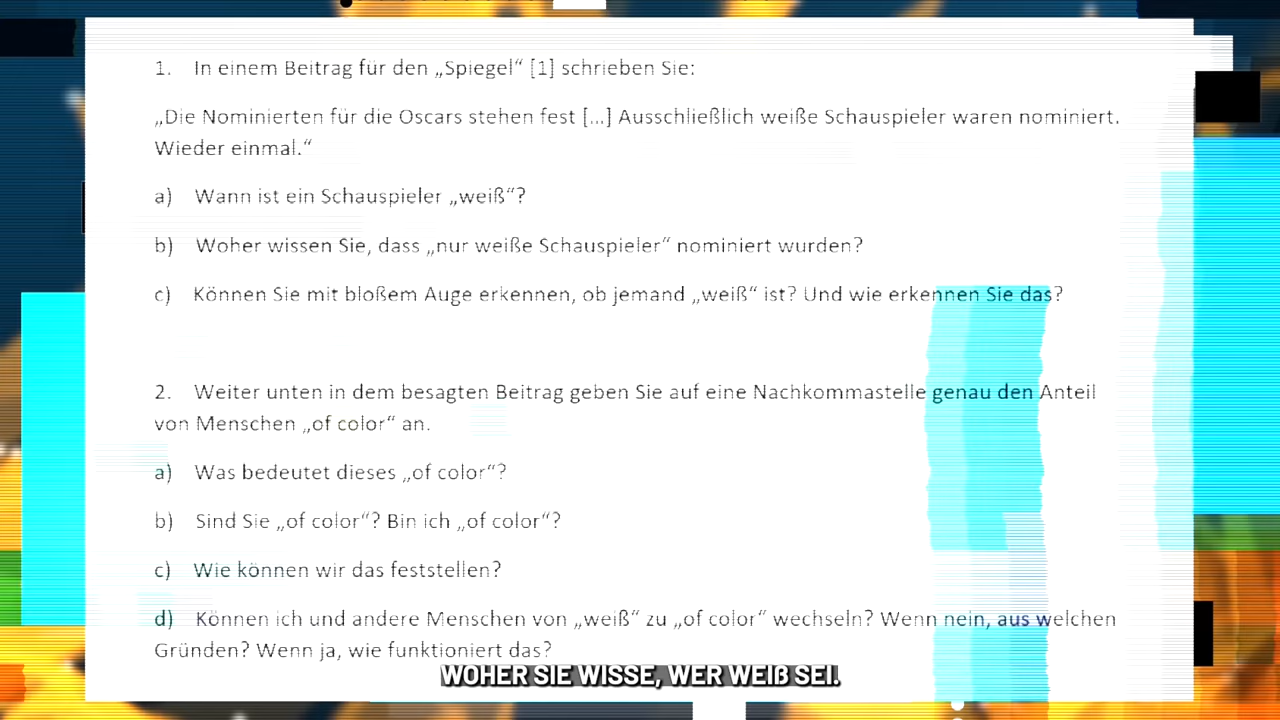 1. In einem Beitrag für den „Spiegel“ [1] schrieben Sie:
„Die Nominierten für die Oscars stehen fest [...] Ausschließlich weiße Schauspieler waren nominiert.
Wieder einmal.“
a) Wann ist ein Schauspieler „weiß“?
b) Woher wissen Sie, dass „nur weiße Schauspieler“ nominiert wurden?
c) Können Sie mit bloßem Auge erkennen, ob jemand „weiß“ ist? Und wie erkennen Sie das?
2. Weiter unten in dem besagten Beitrag geben Sie auf eine Nachkommastelle genau den Anteil
von Menschen „of color“ an.
a) Was bedeutet dieses „of color“?
b) Sind Sie „of color“? Bin ich „of color“?
c) Wie können wir das feststellen?
d) Können ich und andere Menschen von „weiß“ zu „of color“ wechseln? Wenn nein, aus welchen
Gründen? Wenn ja, wie funktioniert das?
WOHER SIE WISSE, WER WEIẞ SEI.